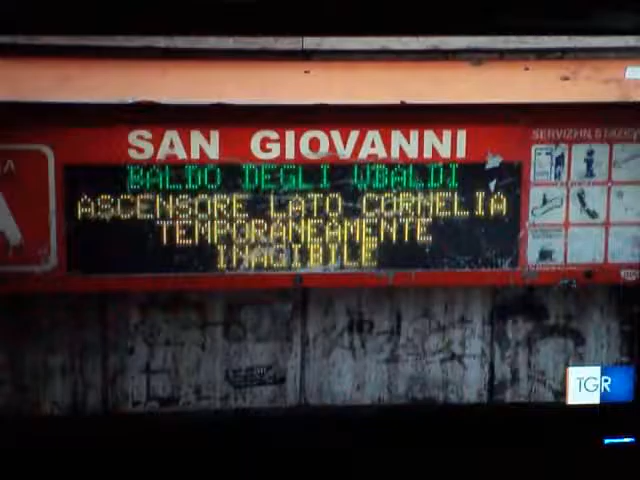 SAN GIOVANNI
BALDO DEGLI UBALDI
ASCENSORE LATO CORNELIA
TEMPORANEAMENTE
INAGIBILE
A
TGR